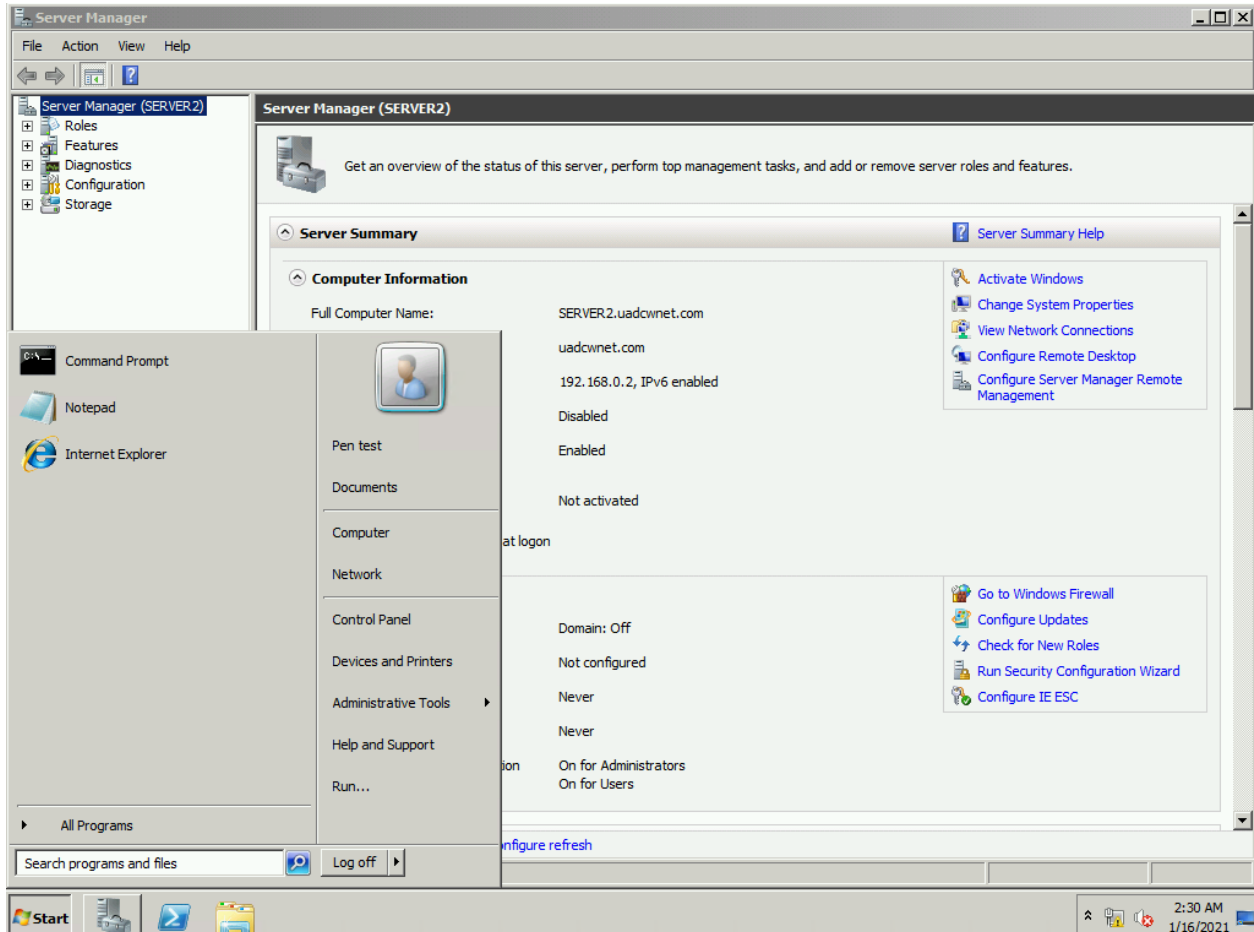 Server Manager
File Action View Help
Server Manager (SERVER2)
Roles
Features
Diagnostics
Configuration
Storage
Server Manager (SERVER2)
Get an overview of the status of this server, perform top management tasks, and add or remove server roles and features.
Server Summary
Server Summary Help
Computer Information
Full Computer Name: SERVER2.uadcwnet.com
uadcwnet.com
192.168.0.2, IPv6 enabled
Disabled
Enabled
Not activated
at logon
Activate Windows
Change System Properties
View Network Connections
Configure Remote Desktop
Configure Server Manager Remote
Management
Domain: Off
Not configured
Never
Never
ion On for Administrators
On for Users
Go to Windows Firewall
Configure Updates
Check for New Roles
Run Security Configuration Wizard
Configure IE ESC
nfigure refresh
C:\
Command Prompt
Notepad
Internet Explorer
All Programs
Search programs and files
Pen test
Documents
Computer
Network
Control Panel
Devices and Printers
Administrative Tools
Help and Support
Run...
Log off
Start
2:30 AM
1/16/2021